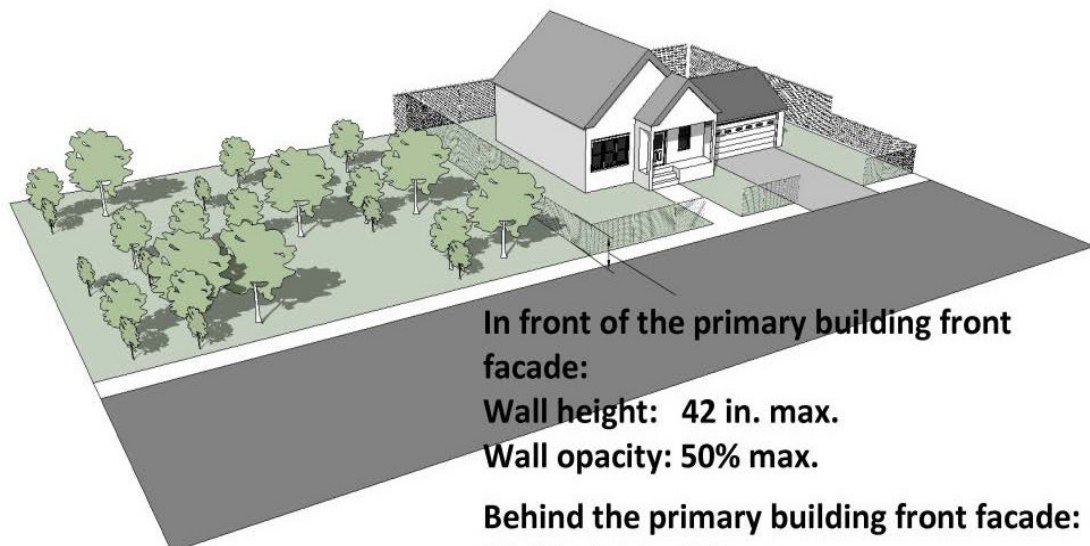 In front of the primary building front
facade:
Wall height: 42 in. max.
Wall opacity: 50% max.
Behind the primary building front facade: